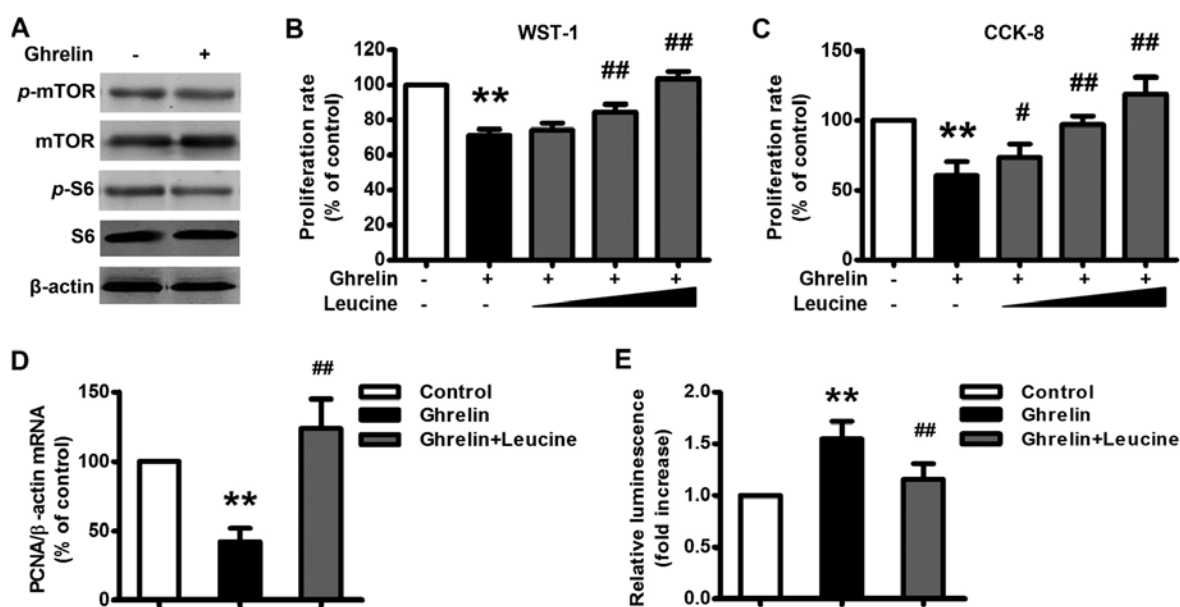 A
Ghrelin - +
p-mTOR
mTOR
p-S6
S6
β-actin
B
WST-1
Proliferation rate
(% of control)
120
100
80
60
40
20
0
**
##
##
Ghrelin - + + + +
Leucine - -
C
CCK-8
Proliferation rate
(% of control)
150
100
50
0
**
#
##
##
Ghrelin - + + + +
Leucine - -
D
PCNA/β-actin mRNA
(% of control)
150
100
50
0
**
##
Control
Ghrelin
Ghrelin+Leucine
E
Relative luminescence
(fold increase)
2.0
1.5
1.0
0.5
0.0
**
##
Control
Ghrelin
Ghrelin+Leucine